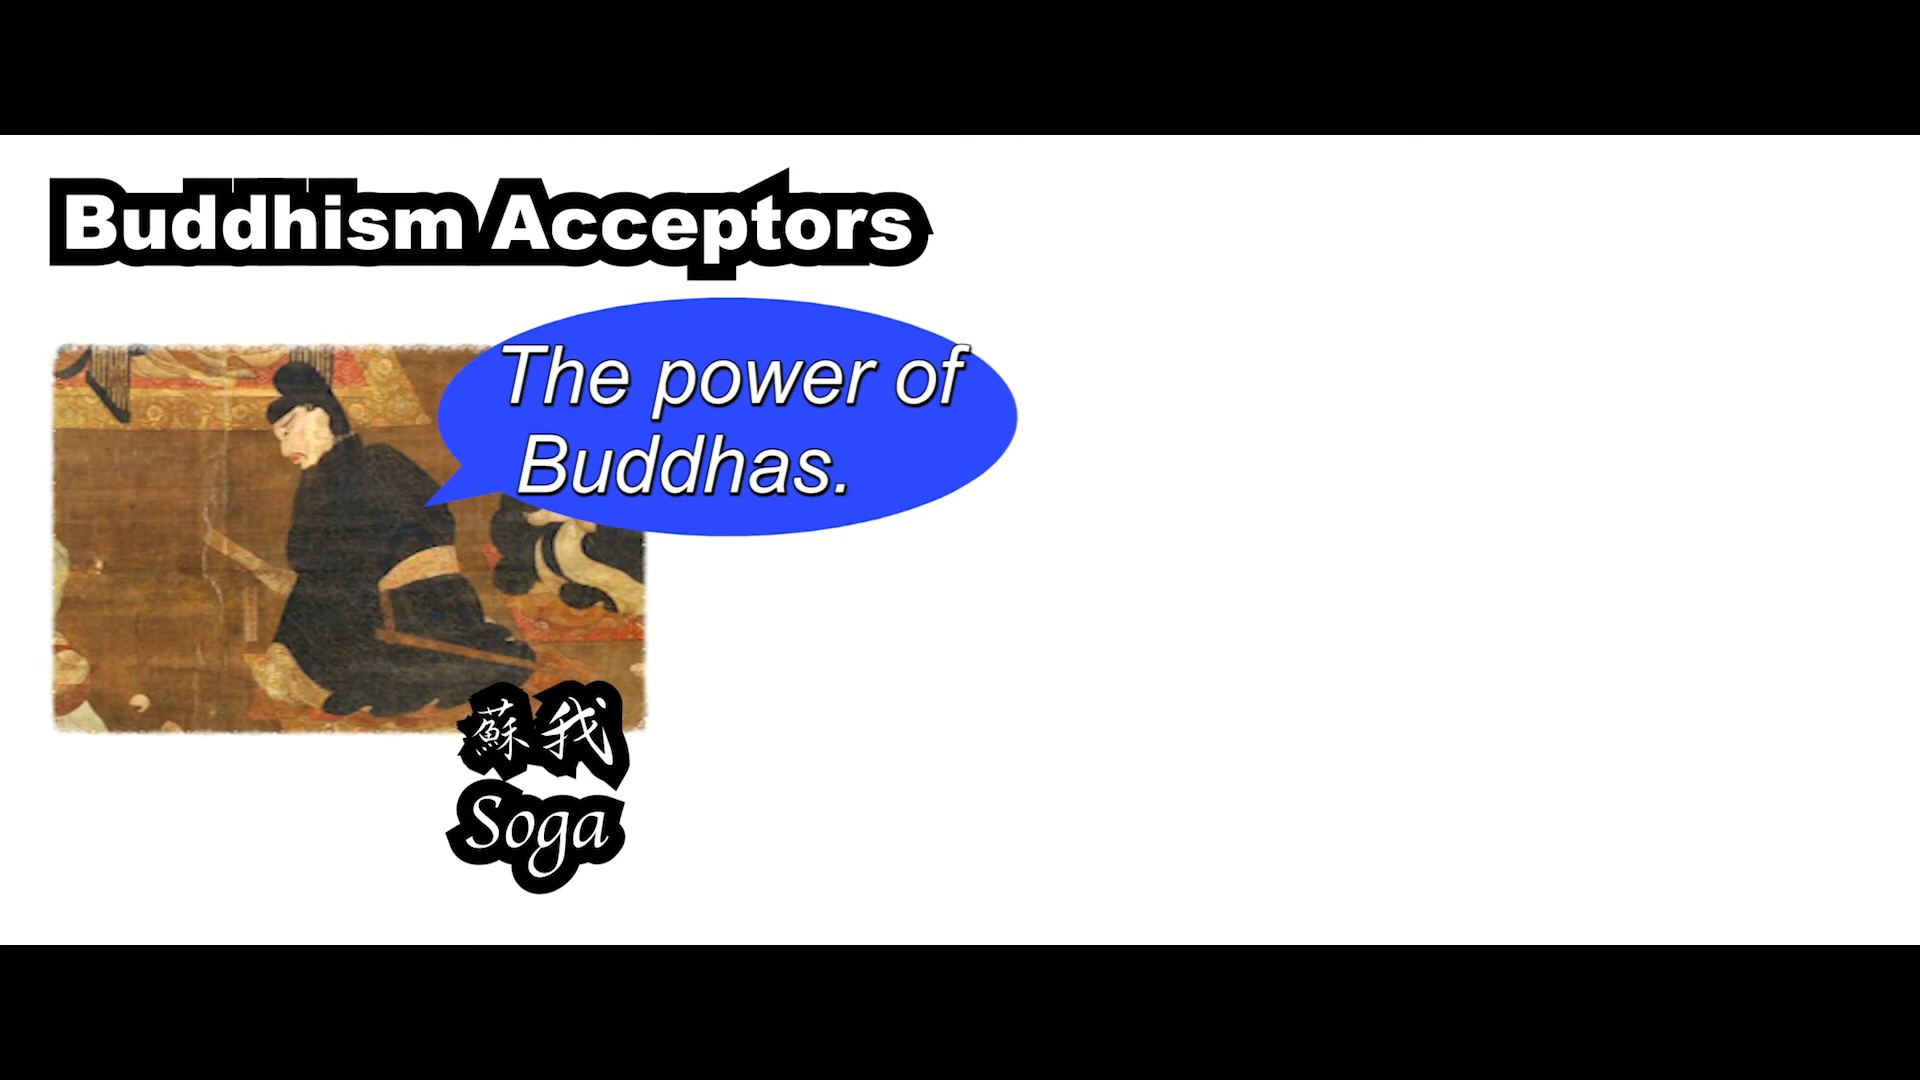 Buddhism Acceptors
The power of
Buddhas.
蘇我
Soga